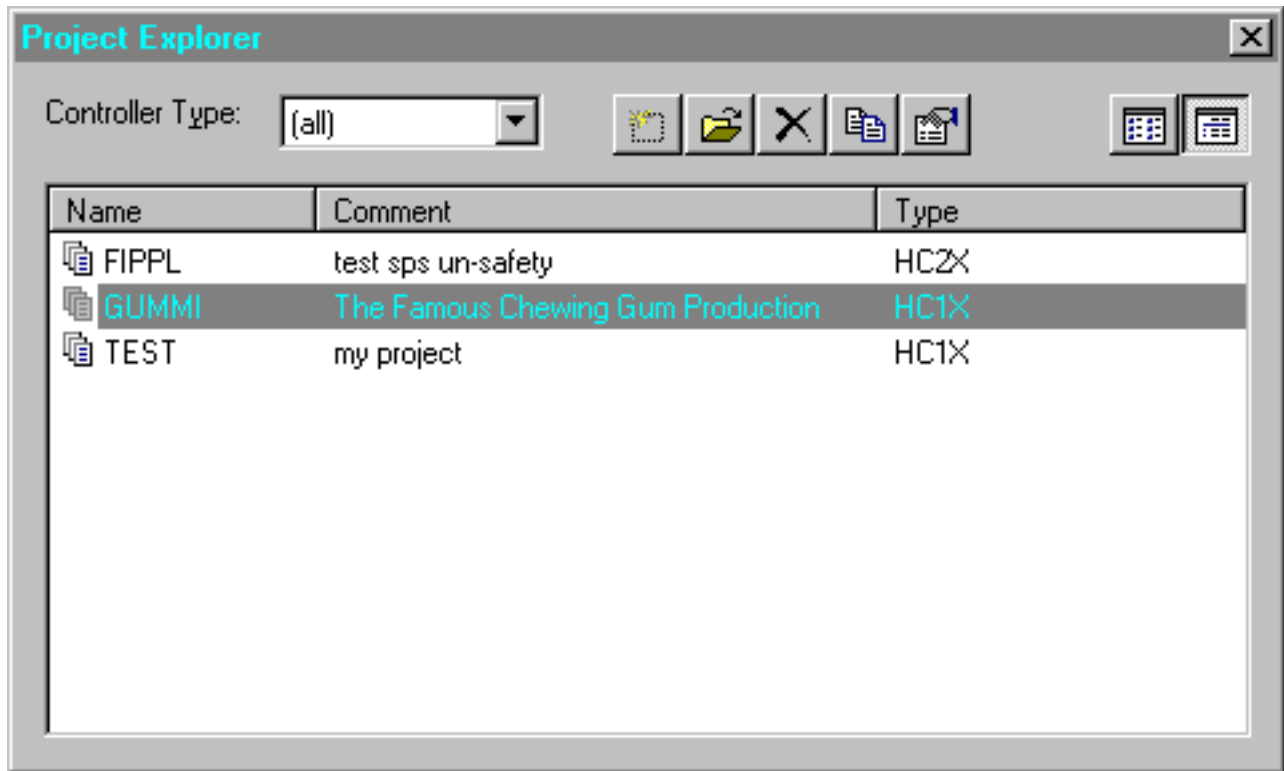 Project Explorer
Controller Type: (all)
Name Comment Type
FIPPL test sps un-safety HC2X
GUMMI The Famous Chewing Gum Production HC1X
TEST my project HC1X